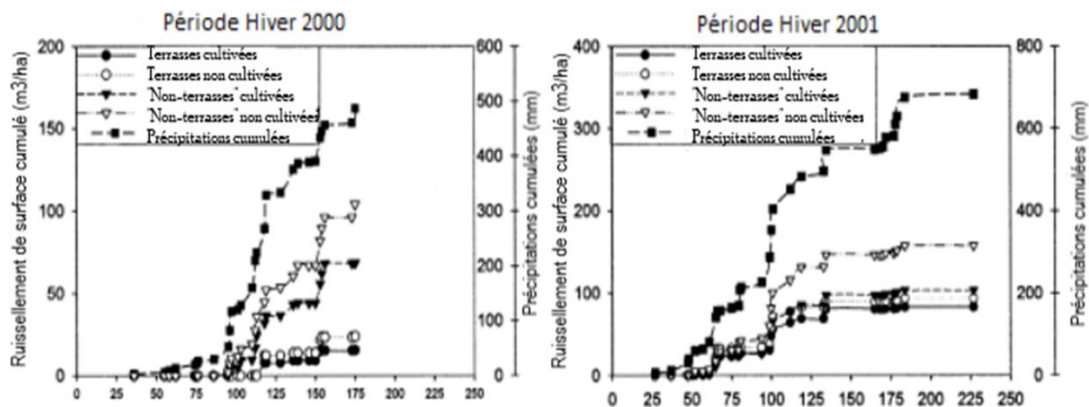 Période Hiver 2000
Ruissellement de surface cumulé (m3/ha)
200
150
100
50
0
Terrasses cultivées
Terrasses non cultivées
"Non-terrasses" cultivées
"Non-terrasses" non cultivées
Précipitations cumulées
600
500
400
300
200
100
0
Précipitations cumulées (mm)
0 25 50 75 100 125 150 175 200
Période Hiver 2001
Ruissellement de surface cumulé (m3/ha)
400
300
200
100
0
Terrasses cultivées
Terrasses non cultivées
"Non-terrasses" cultivées
"Non-terrasses" non cultivées
Précipitations cumulées
800
600
400
200
0
Précipitations cumulées (mm)
0 25 50 75 100 125 150 175 200 225 250